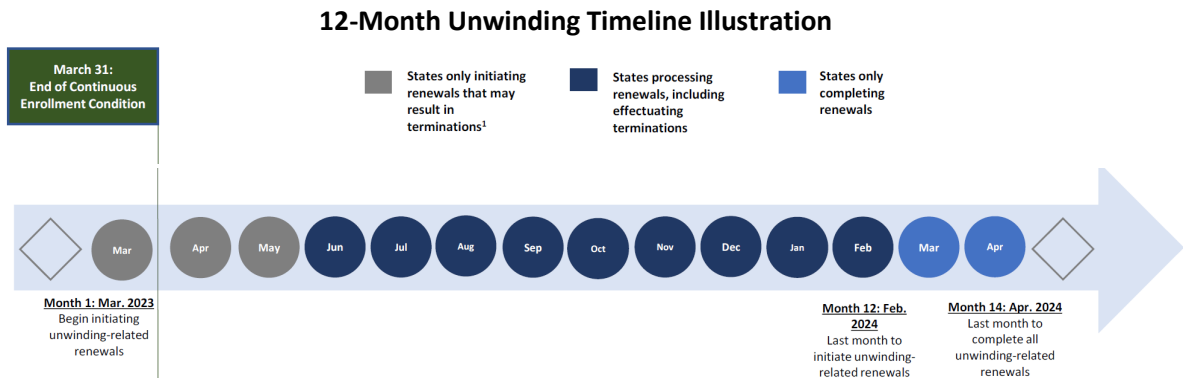 12-Month Unwinding Timeline Illustration
March 31:
End of Continuous
Enrollment Condition
States only initiating
renewals that may
result in
terminations¹
States processing
renewals, including
effectuating
terminations
States only
completing
renewals
Mar
Apr
May
Jun
Jul
Aug
Sep
Oct
Nov
Dec
Jan
Feb
Mar
Apr
Month 1: Mar. 2023
Begin initiating
unwinding-related
renewals
Month 12: Feb.
2024
Last month to
initiate unwinding-
related renewals
Month 14: Apr. 2024
Last month to
complete all
unwinding-related
renewals